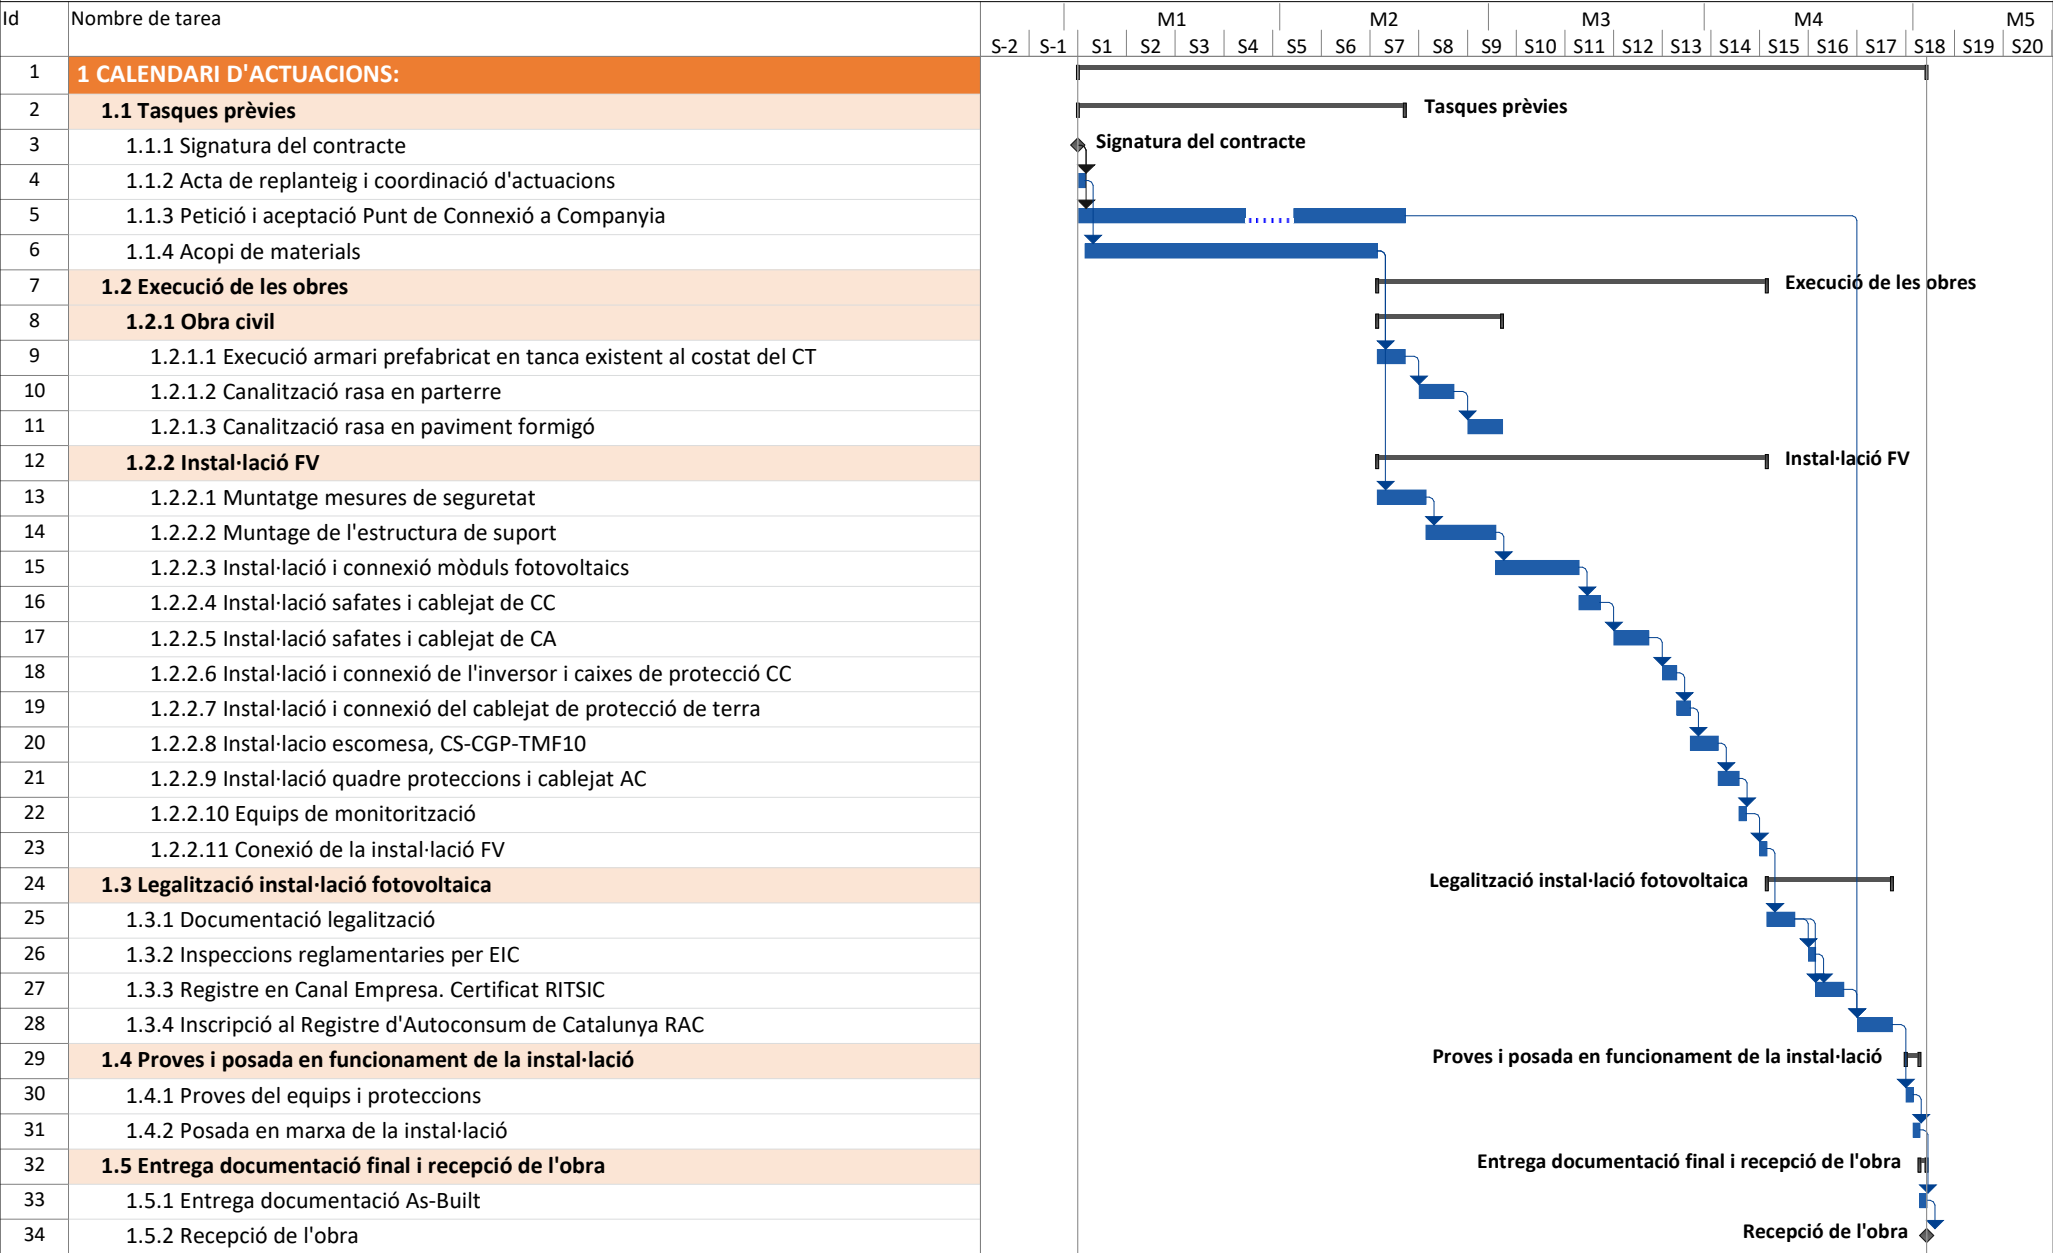 Id Nombre de tarea M1 M2 M3 M4 M5
S-2 S-1 S1 S2 S3 S4 S5 S6 S7 S8 S9 S10 S11 S12 S13 S14 S15 S16 S17 S18 S19 S20
1 1 CALENDARI D'ACTUACIONS:
2 1.1 Tasques prèvies Tasques prèvies
3 1.1.1 Signatura del contracte Signatura del contracte
4 1.1.2 Acta de replanteig i coordinació d'actuacions
5 1.1.3 Petició i aceptació Punt de Connexió a Companyia
6 1.1.4 Acopi de materials
7 1.2 Execució de les obres Execució de les obres
8 1.2.1 Obra civil
9 1.2.1.1 Execució armari prefabricat en tanca existent al costat del CT
10 1.2.1.2 Canalització rasa en parterre
11 1.2.1.3 Canalització rasa en paviment formigó
12 1.2.2 Instal·lació FV Instal·lació FV
13 1.2.2.1 Muntatge mesures de seguretat
14 1.2.2.2 Muntage de l'estructura de suport
15 1.2.2.3 Instal·lació i connexió mòduls fotovoltaics
16 1.2.2.4 Instal·lació safates i cablejat de CC
17 1.2.2.5 Instal·lació safates i cablejat de CA
18 1.2.2.6 Instal·lació i connexió de l'inversor i caixes de protecció CC
19 1.2.2.7 Instal·lació i connexió del cablejat de protecció de terra
20 1.2.2.8 Instal·lacio escomesa, CS-CGP-TMF10
21 1.2.2.9 Instal·lació quadre proteccions i cablejat AC
22 1.2.2.10 Equips de monitorització
23 1.2.2.11 Conexió de la instal·lació FV
24 1.3 Legalització instal·lació fotovoltaica Legalització instal·lació fotovoltaica
25 1.3.1 Documentació legalització
26 1.3.2 Inspeccions reglamentaries per EIC
27 1.3.3 Registre en Canal Empresa. Certificat RITSIC
28 1.3.4 Inscripció al Registre d'Autoconsum de Catalunya RAC
29 1.4 Proves i posada en funcionament de la instal·lació Proves i posada en funcionament de la instal·lació
30 1.4.1 Proves del equips i proteccions
31 1.4.2 Posada en marxa de la instal·lació
32 1.5 Entrega documentació final i recepció de l'obra Entrega documentació final i recepció de l'obra
33 1.5.1 Entrega documentació As-Built
34 1.5.2 Recepció de l'obra Recepció de l'obra